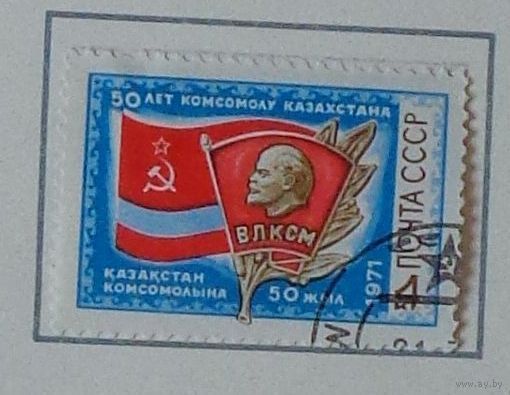 50 ЛЕТ КОМСОМОЛУ КАЗАХСТАНА
ВЛКСМ
ҚАЗАҚСТАН
КОМСОМОЛЫНА 50 ЖЫЛ
1971
4 ПОЧТА СССР
www.ay.by